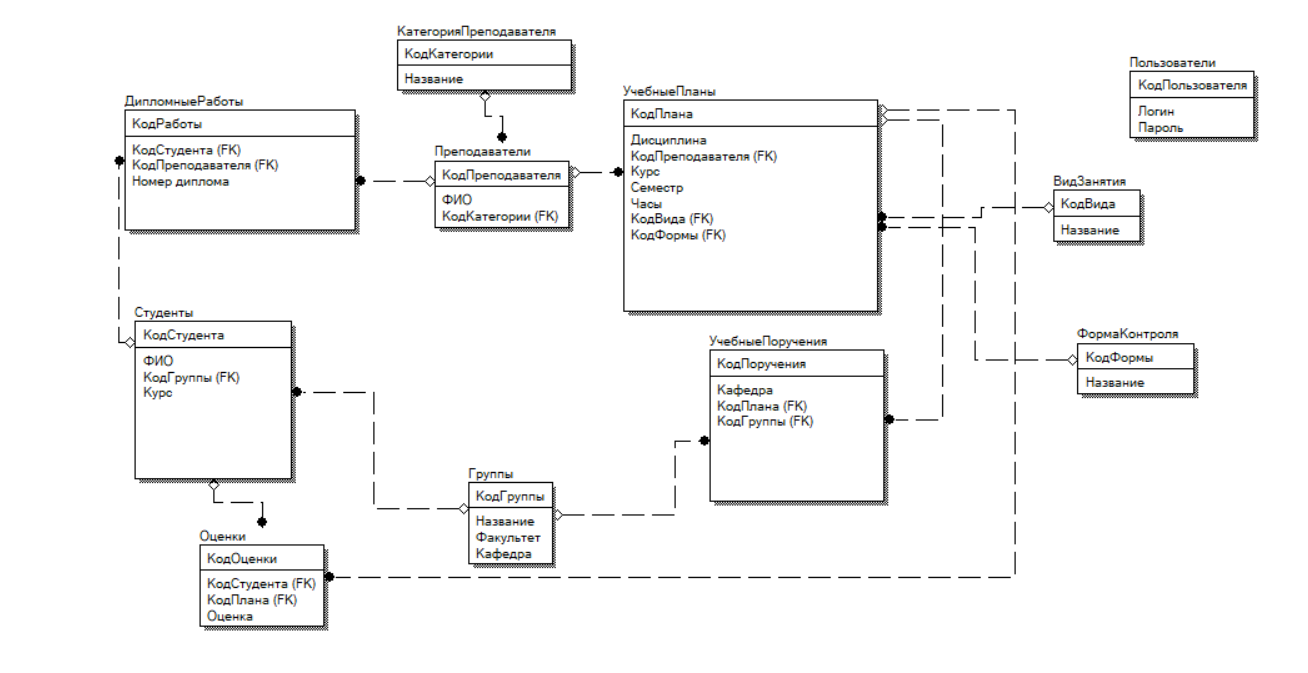 КатегорияПреподавателя
КодКатегории
Название
Пользователи
КодПользователя
Логин
Пароль
ДипломныеРаботы
КодРаботы
КодСтудента (FK)
КодПреподавателя (FK)
Номер диплома
УчебныеПланы
КодПлана
Дисциплина
КодПреподавателя (FK)
Курс
Семестр
Часы
КодВида (FK)
КодФормы (FK)
Преподаватели
КодПреподавателя
ФИО
КодКатегории (FK)
ВидЗанятия
КодВида
Название
Студенты
КодСтудента
ФИО
КодГруппы (FK)
Курс
УчебныеПоручения
КодПоручения
Кафедра
КодПлана (FK)
КодГруппы (FK)
ФормаКонтроля
КодФормы
Название
Группы
КодГруппы
Название
Факультет
Кафедра
Оценки
КодОценки
КодСтудента (FK)
КодПлана (FK)
Оценка